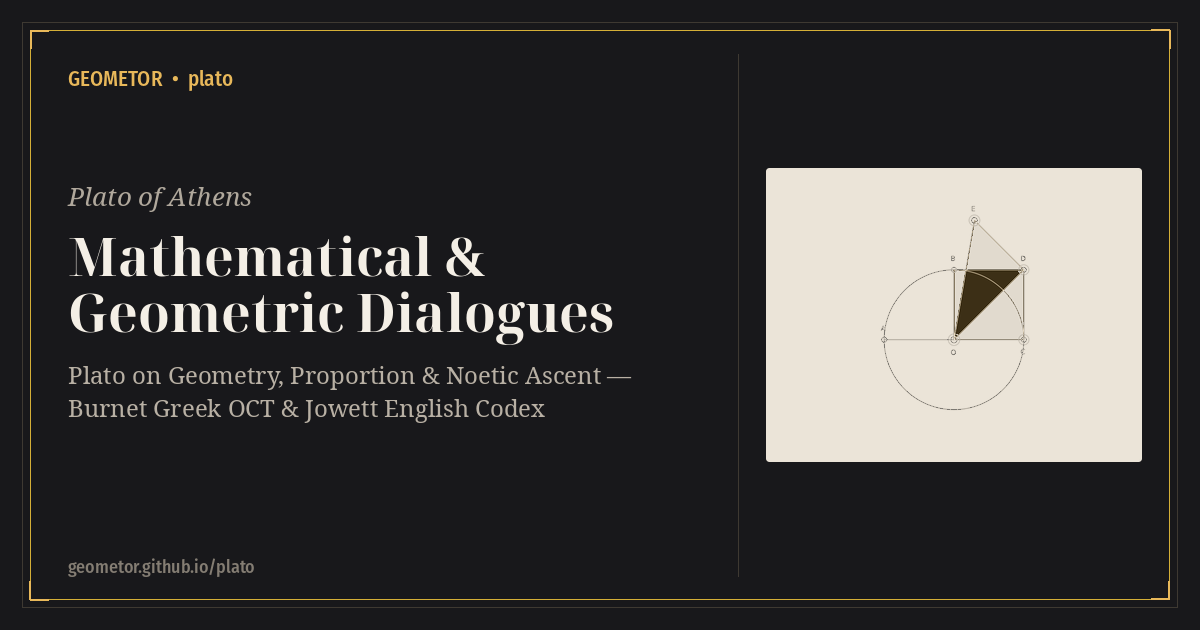 GEOMETOR • plato
Plato of Athens
Mathematical &
Geometric Dialogues
Plato on Geometry, Proportion & Noetic Ascent —
Burnet Greek OCT & Jowett English Codex
geometor.github.io/plato
E
B
D
O
C